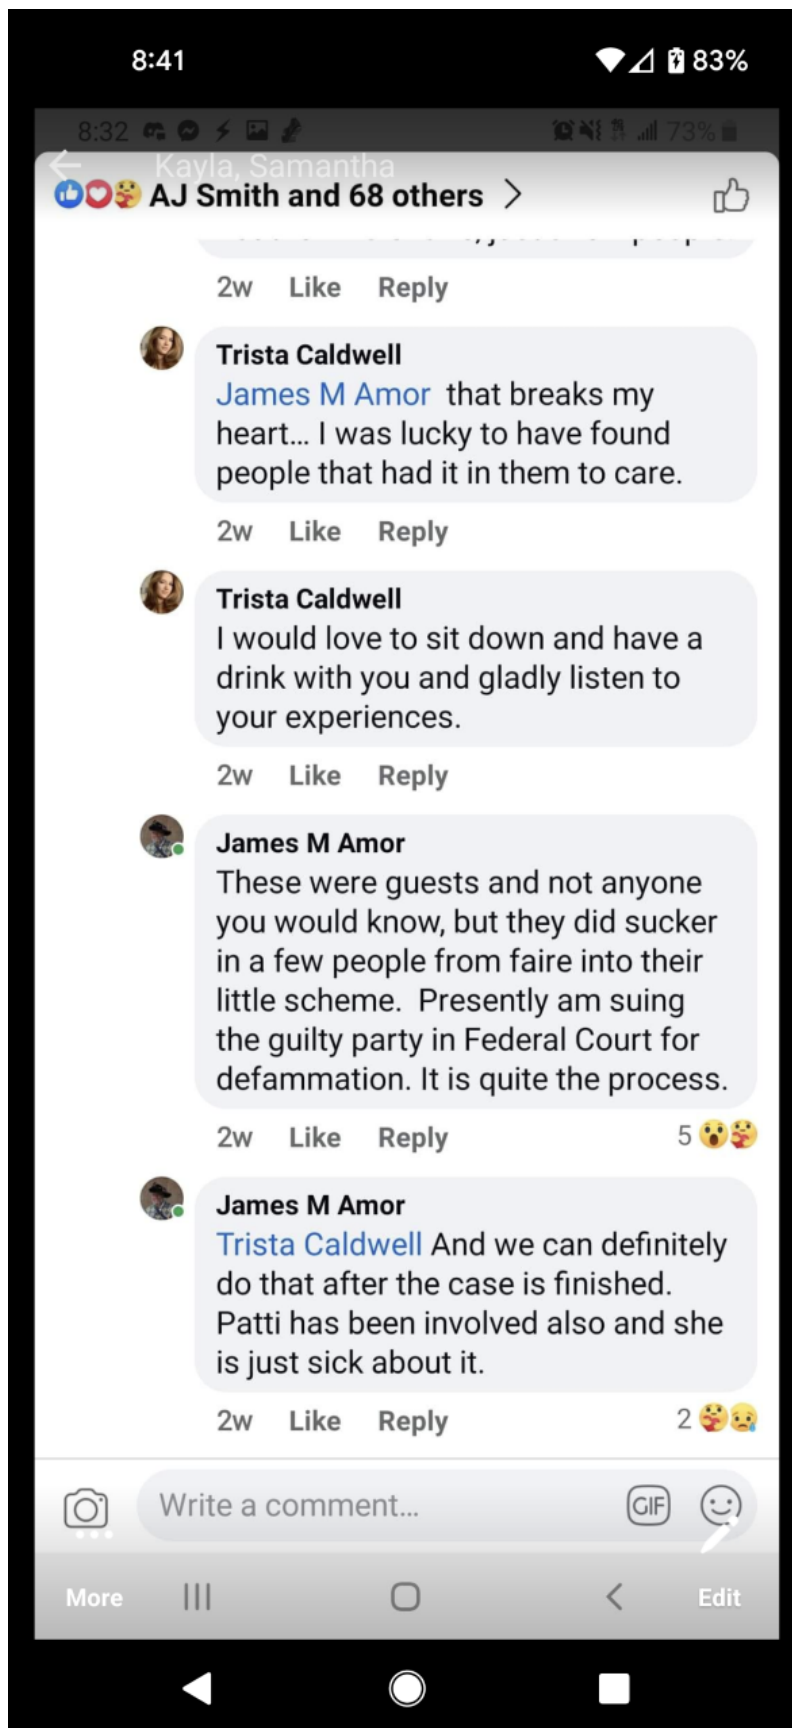 8:41 83%
8:32 73%
Kayla, Samantha
AJ Smith and 68 others
2w Like Reply
Trista Caldwell
James M Amor that breaks my
heart... I was lucky to have found
people that had it in them to care.
2w Like Reply
Trista Caldwell
I would love to sit down and have a
drink with you and gladly listen to
your experiences.
2w Like Reply
James M Amor
These were guests and not anyone
you would know, but they did sucker
in a few people from faire into their
little scheme. Presently am suing
the guilty party in Federal Court for
defammation. It is quite the process.
2w Like Reply 5
James M Amor
Trista Caldwell And we can definitely
do that after the case is finished.
Patti has been involved also and she
is just sick about it.
2w Like Reply 2
Write a comment... GIF
More Edit